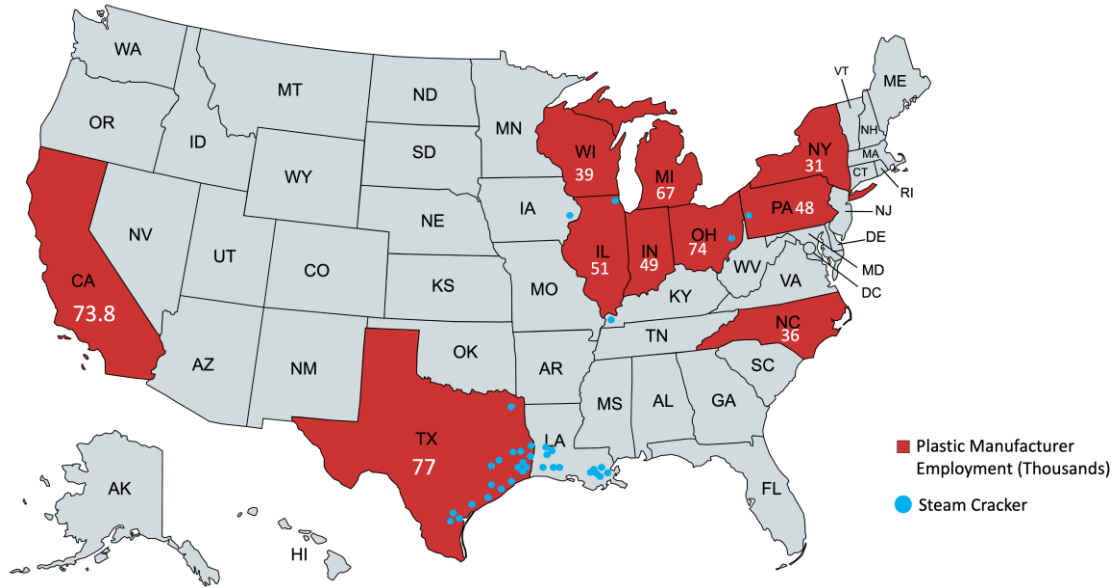 WA
MT
ND
MN
VT
ME
OR
ID
SD
WI
39
NH
NY
31
MA
CT
RI
WY
MI
67
IA
NE
PA 48
NJ
NV
UT
CO
IL
51
IN
49
OH
74
DE
MD
DC
WV
VA
CA
73.8
KS
MO
KY
NC
36
TN
AZ
NM
OK
AR
SC
MS
AL
GA
TX
77
LA
FL
AK
HI
Plastic Manufacturer
Employment (Thousands)
Steam Cracker